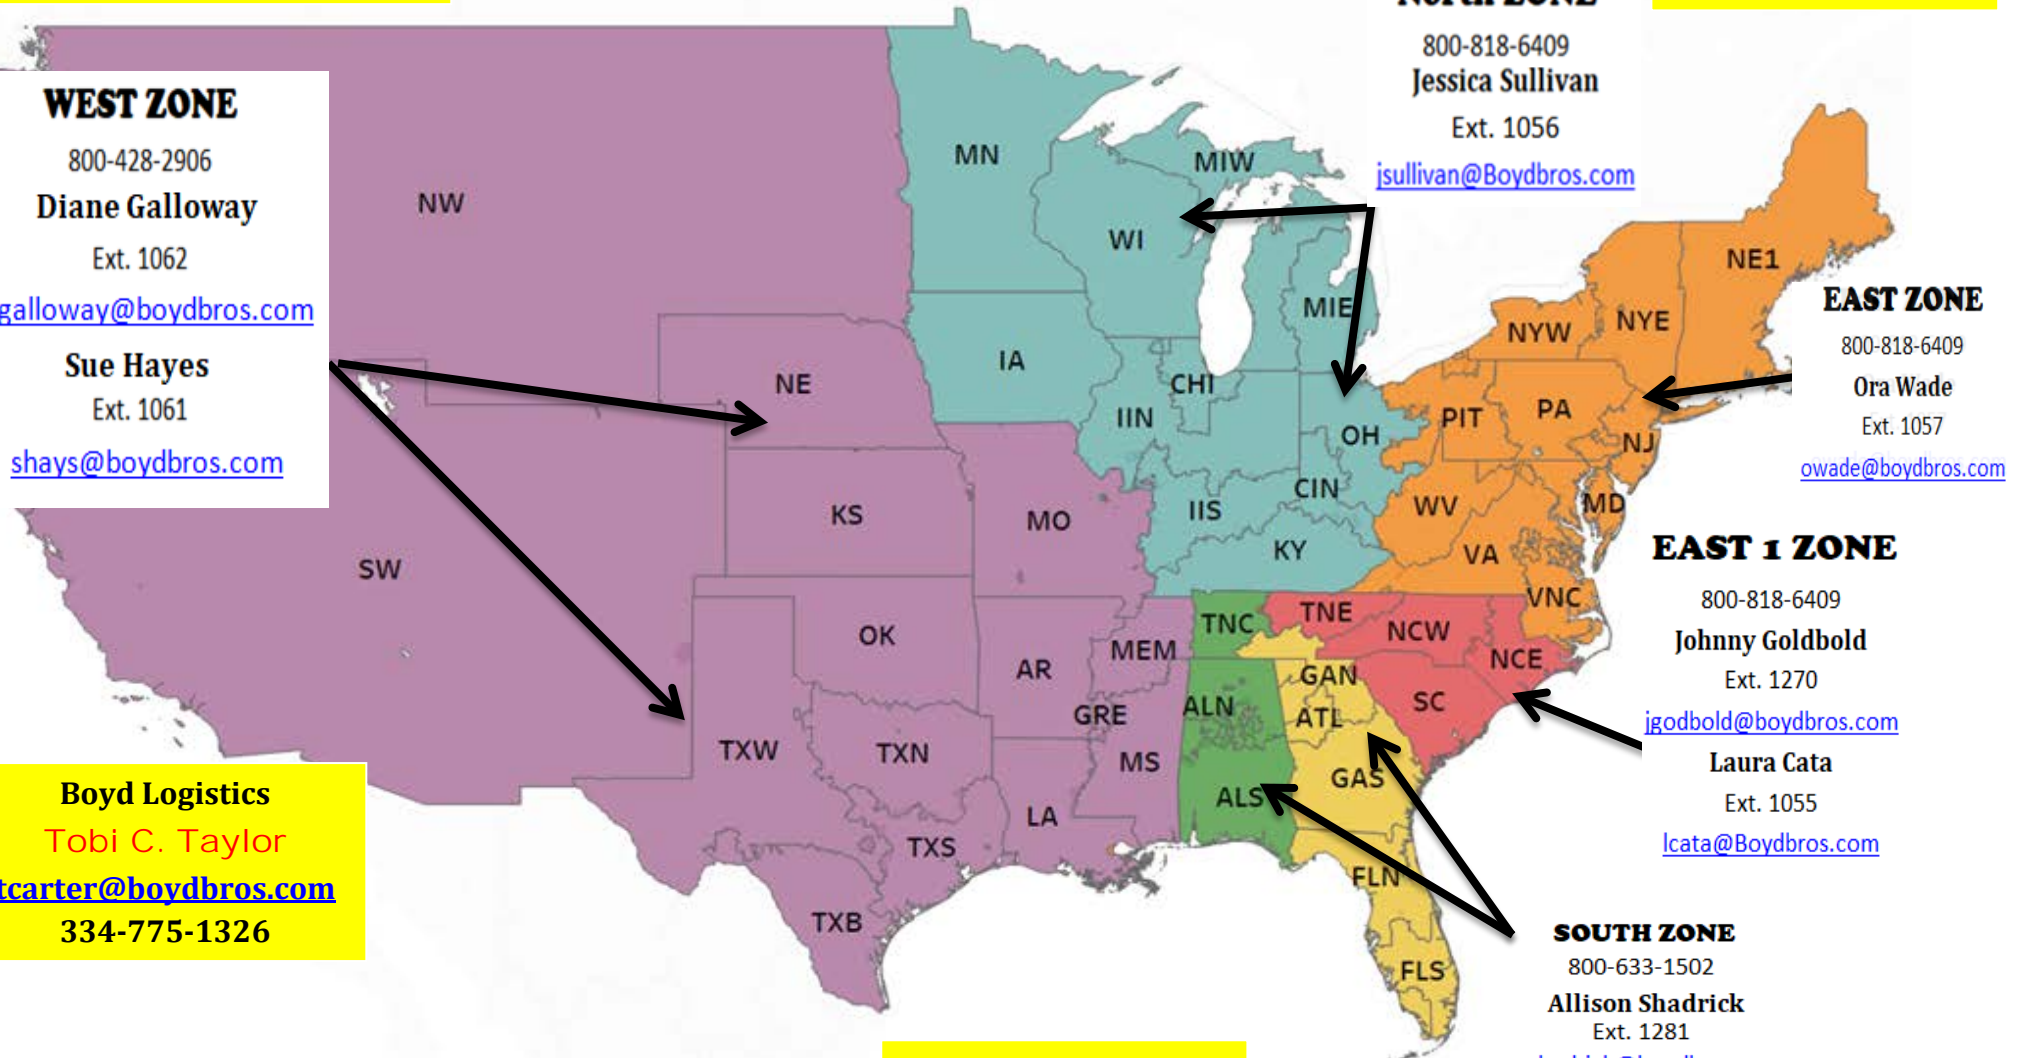 North ZONE
800-818-6409
Jessica Sullivan
Ext. 1056
jsullivan@Boydbros.com
WEST ZONE
800-428-2906
Diane Galloway
Ext. 1062
galloway@boydbros.com
Sue Hayes
Ext. 1061
shays@boydbros.com
EAST ZONE
800-818-6409
Ora Wade
Ext. 1057
owade@boydbros.com
EAST 1 ZONE
800-818-6409
Johnny Goldbold
Ext. 1270
jgodbold@boydbros.com
Laura Cata
Ext. 1055
lcata@Boydbros.com
SOUTH ZONE
800-633-1502
Allison Shadrick
Ext. 1281
Boyd Logistics
Tobi C. Taylor
tcarter@boydbros.com
334-775-1326
NW
MN
MIW
WI
MIE
NE1
NYW
NYE
NE
IA
CHI
IIN
OH
PIT
PA
NJ
CIN
KS
MO
IIS
WV
MD
KY
VA
SW
VNC
OK
MEM
TNC
TNE
NCW
NCE
AR
GAN
SC
GRE
ALN
ATL
TXW
TXN
MS
GAS
LA
ALS
TXS
FLN
TXB
FLS